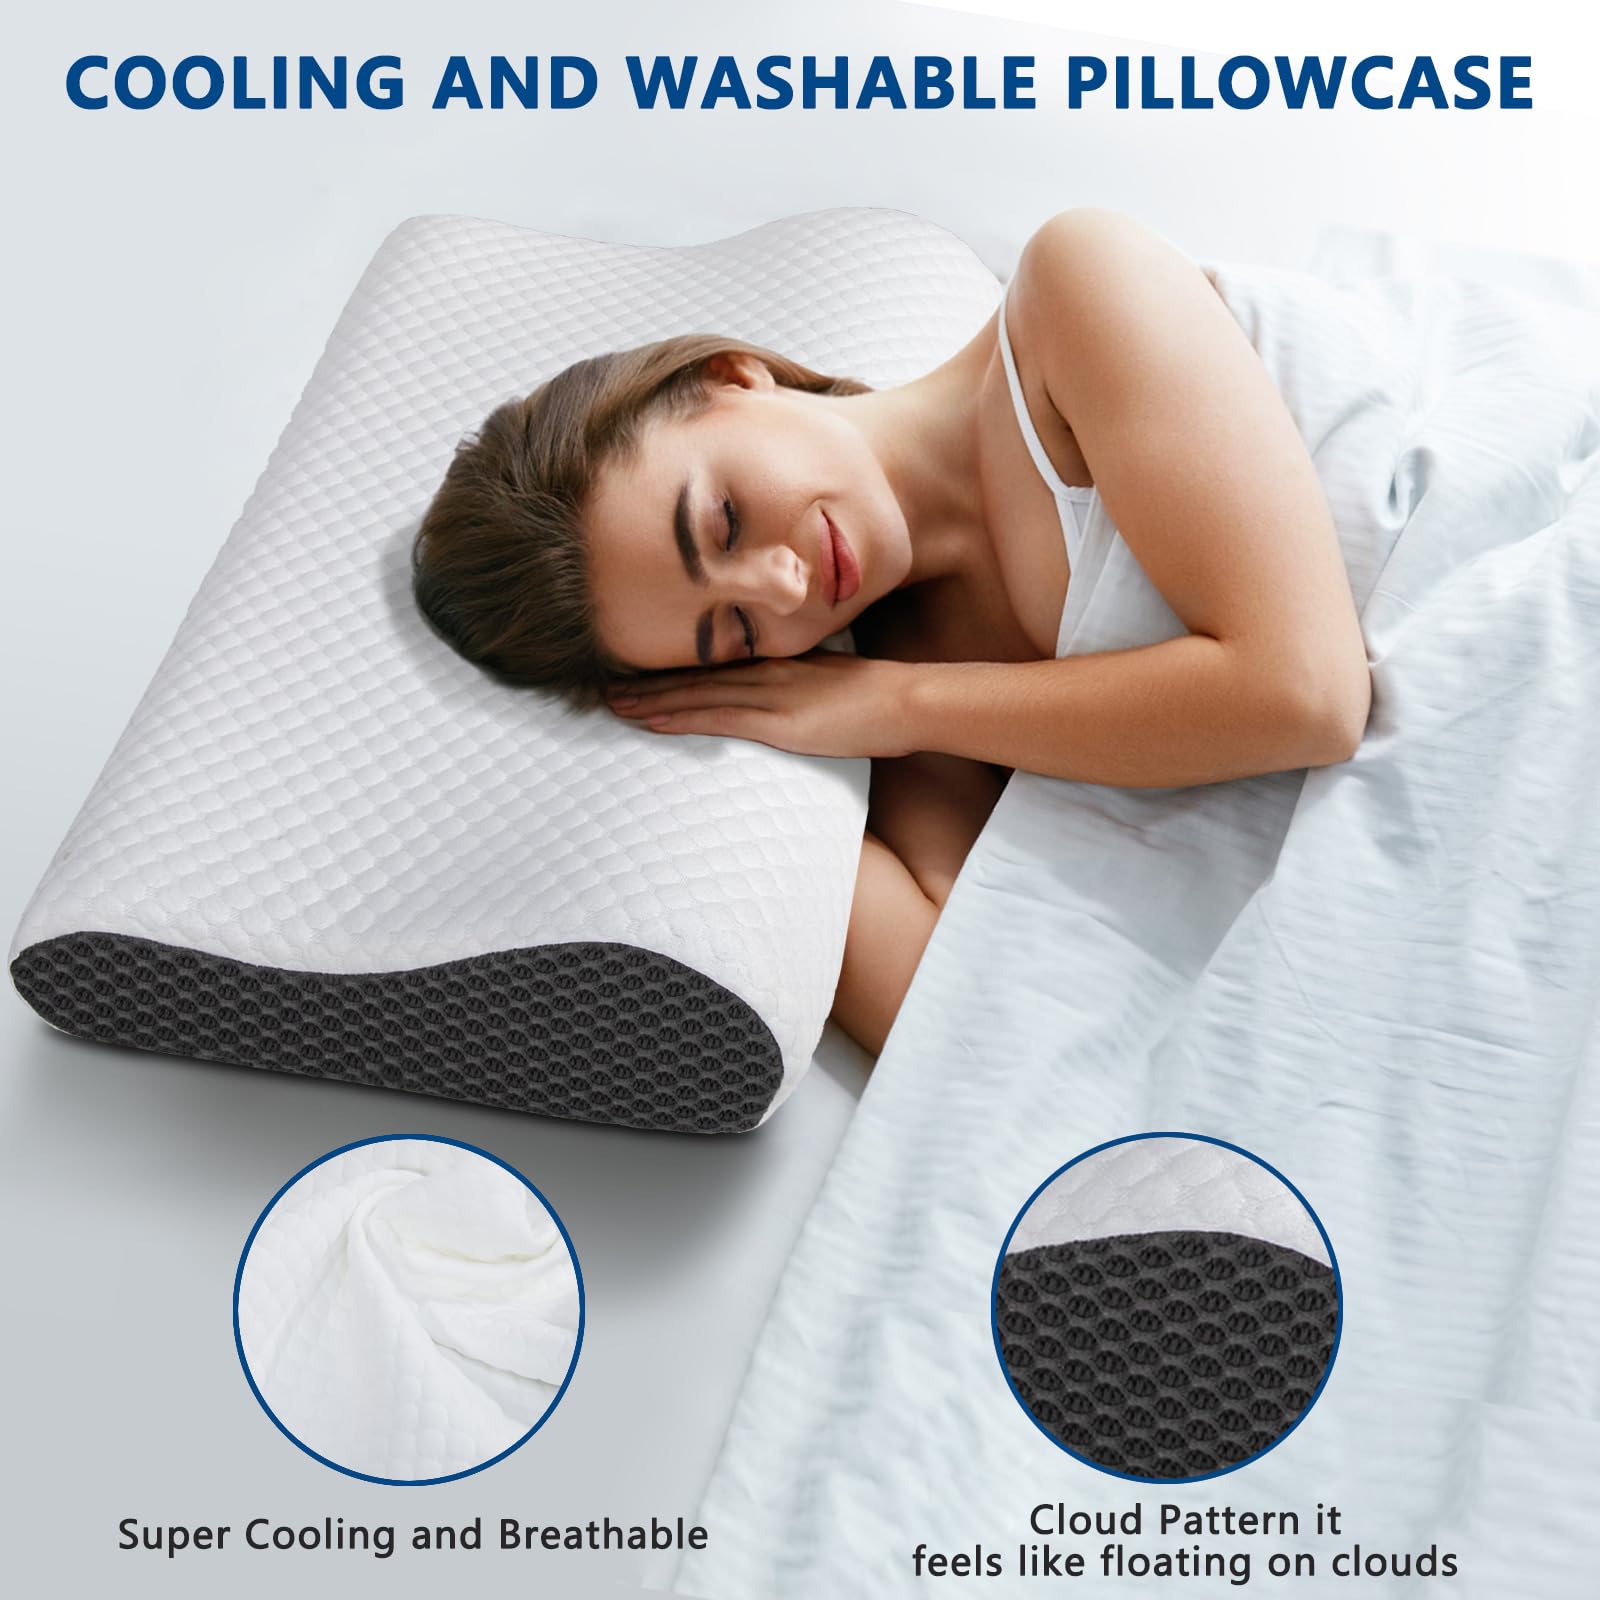 COOLING AND WASHABLE PILLOWCASE
Super Cooling and Breathable
Cloud Pattern it
feels like floating on clouds